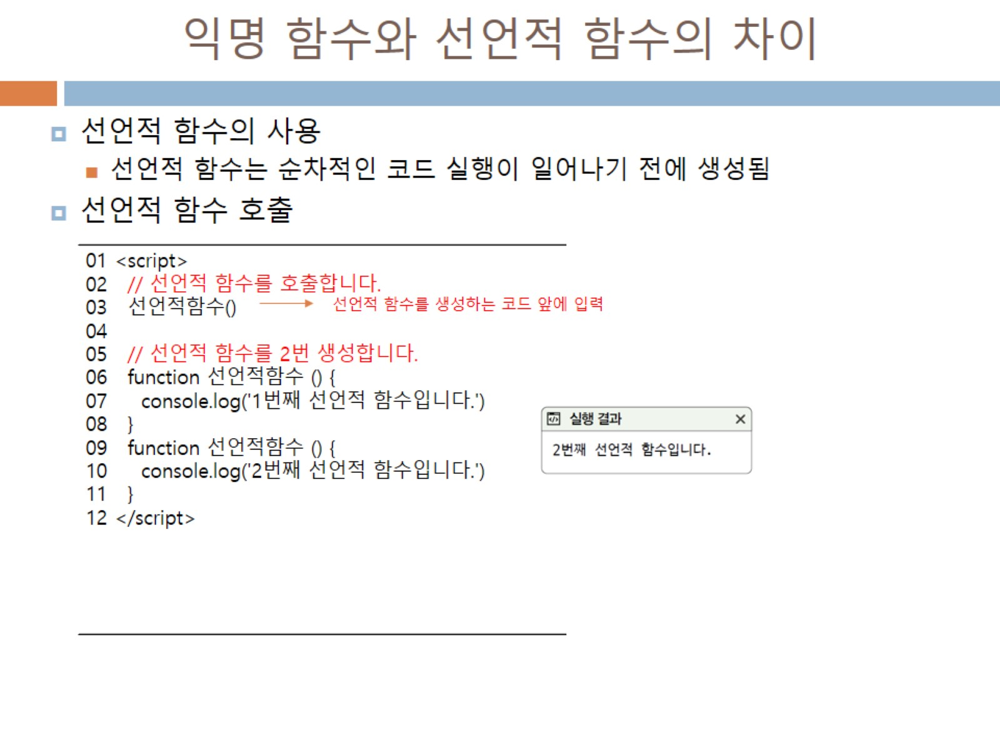 익명 함수와 선언적 함수의 차이
선언적 함수의 사용
선언적 함수는 순차적인 코드 실행이 일어나기 전에 생성됨
선언적 함수 호출
01 <script>
02 // 선언적 함수를 호출합니다.
03 선언적함수() 선언적 함수를 생성하는 코드 앞에 입력
04
05 // 선언적 함수를 2번 생성합니다.
06 function 선언적함수 () {
07 console.log('1번째 선언적 함수입니다.')
08 }
09 function 선언적함수 () {
10 console.log('2번째 선언적 함수입니다.')
11 }
12 </script>
실행 결과
2번째 선언적 함수입니다.